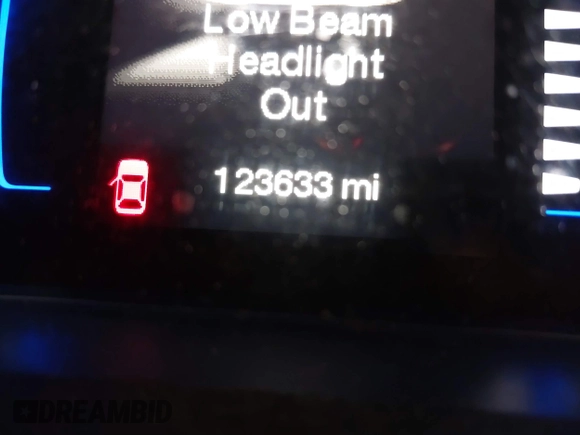 Low Beam
Headlight
Out
123633 mi
DREAMBID